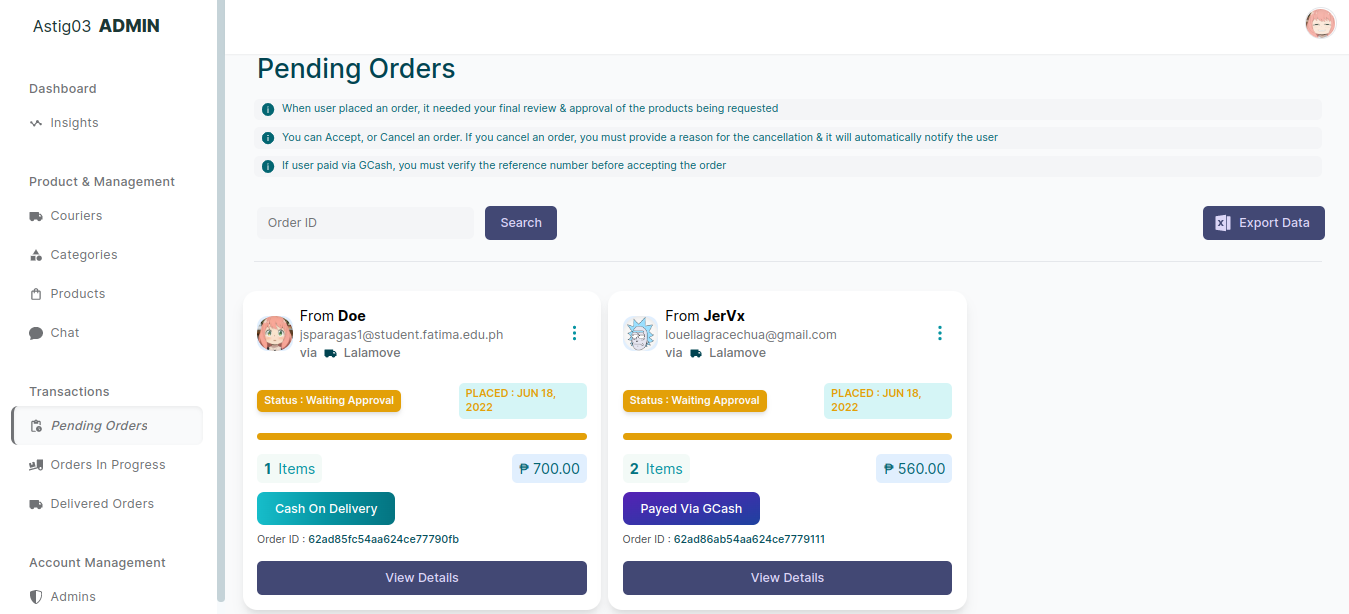 Astig03 ADMIN
Dashboard
Insights
Product & Management
Couriers
Categories
Products
Chat
Transactions
Pending Orders
Orders In Progress
Delivered Orders
Account Management
Admins
Pending Orders
When user placed an order, it needed your final review & approval of the products being requested
You can Accept, or Cancel an order. If you cancel an order, you must provide a reason for the cancellation & it will automatically notify the user
If user paid via GCash, you must verify the reference number before accepting the order
Order ID
Search
Export Data
From Doe
jsparagas1@student.fatima.edu.ph
via Lalamove
Status : Waiting Approval
PLACED : JUN 18,
2022
1 Items
₱ 700.00
Cash On Delivery
Order ID : 62ad85fc54aa624ce77790fb
View Details
From JerVx
louellagracechua@gmail.com
via Lalamove
Status : Waiting Approval
PLACED : JUN 18,
2022
2 Items
₱ 560.00
Payed Via GCash
Order ID : 62ad86ab54aa624ce7779111
View Details